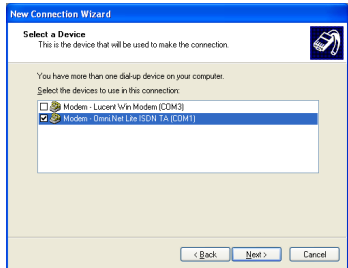 New Connection Wizard
Select a Device
This is the device that will be used to make the connection.
You have more than one dial-up device on your computer.
Select the devices to use in this connection:
Modem - Lucent Win Modem (COM3)
Modem - Omni.Net Lite ISDN TA (COM1)
< Back
Next >
Cancel